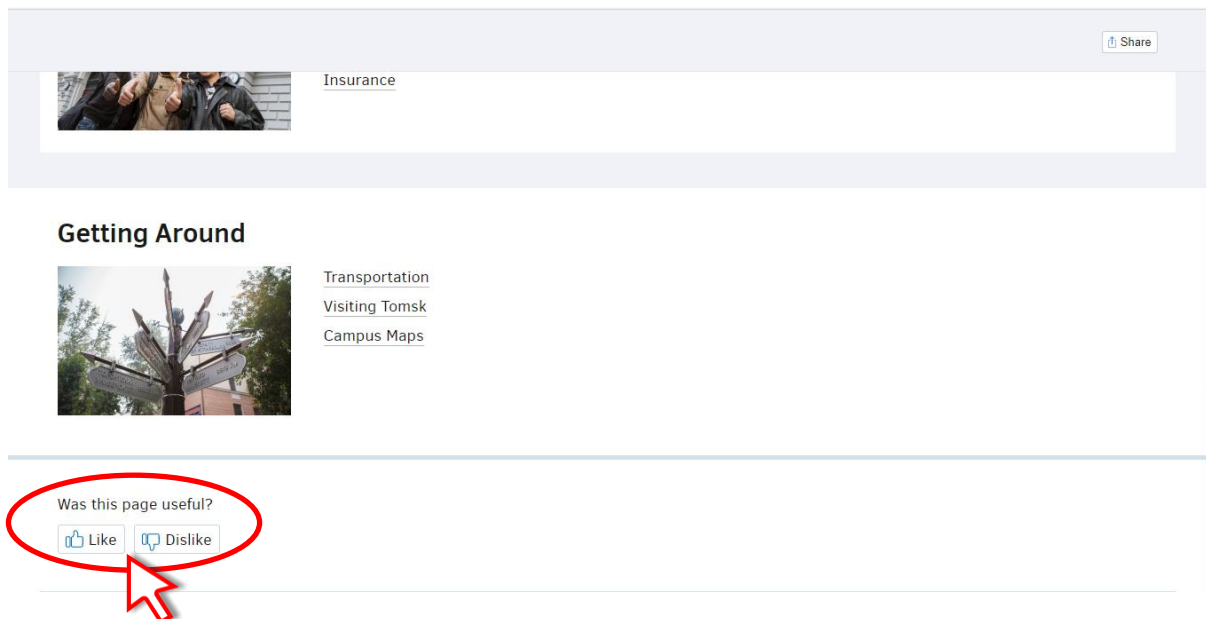 Share
Insurance
Getting Around
Transportation
Visiting Tomsk
Campus Maps
Was this page useful?
Like Dislike